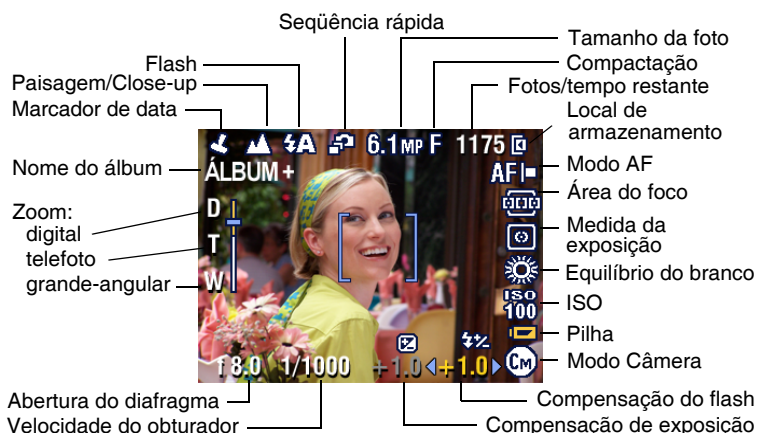 Seqüência rápida
Flash
Paisagem/Close-up
Marcador de data
Tamanho da foto
Compactação
Fotos/tempo restante
Local de
armazenamento
A 6.1 MP F 1175
Nome do álbum
ÁLBUM+
AF
Modo AF
Área do foco
Zoom:
digital
telefoto
grande-angular
D
T
W
Medida da
exposição
Equilíbrio do branco
ISO
100
ISO
Pilha
f 8.0 1/1000 +1.0 +1.0
CM
Modo Câmera
Abertura do diafragma
Velocidade do obturador
Compensação do flash
Compensação de exposição